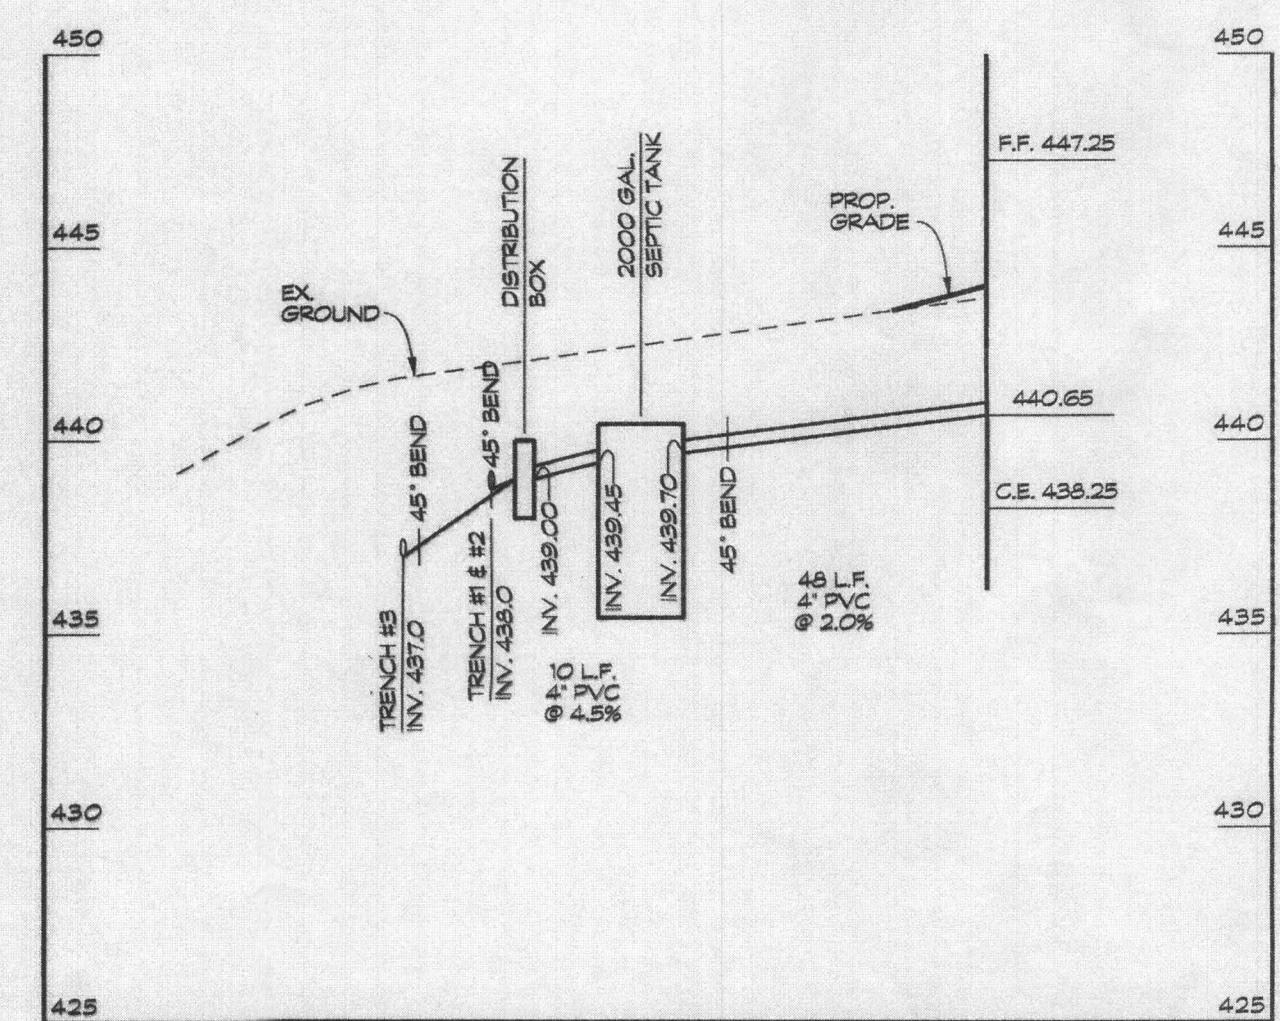 450
445
440
435
430
425
EX.
GROUND
DISTRIBUTION
BOX
2000 GAL.
SEPTIC TANK
PROP.
GRADE
F.F. 447.25
440.65
C.E. 438.25
45° BEND
45° BEND
45° BEND
TRENCH #3
INV. 437.0
TRENCH #1 & #2
INV. 438.0
INV. 439.00
INV. 439.45
INV. 439.70
10 L.F.
4" PVC
@ 4.5%
48 L.F.
4" PVC
@ 2.0%
450
445
440
435
430
425